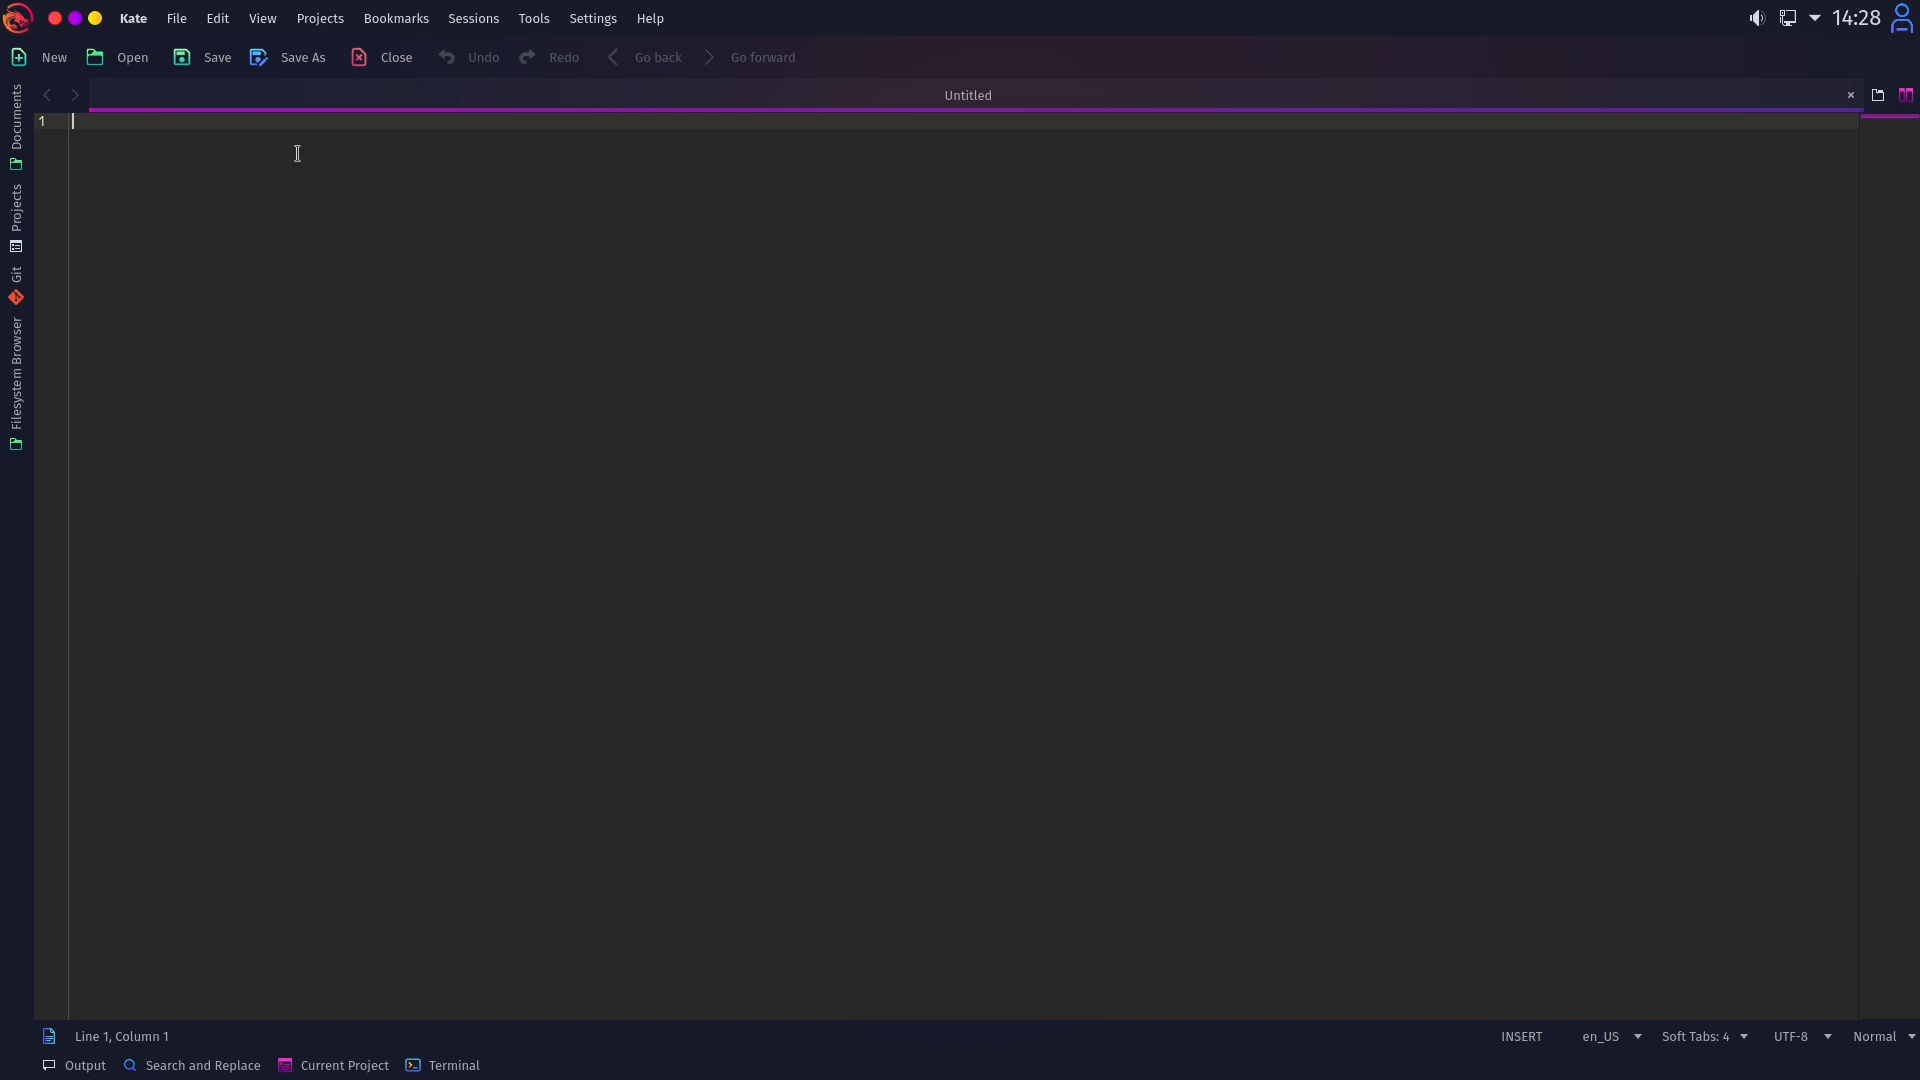 Kate File Edit View Projects Bookmarks Sessions Tools Settings Help 14:28
New Open Save Save As Close Undo Redo Go back Go forward
Untitled
Documents
Projects
Git
Filesystem Browser
1
Line 1, Column 1 INSERT en_US Soft Tabs: 4 UTF-8 Normal
Output Search and Replace Current Project Terminal